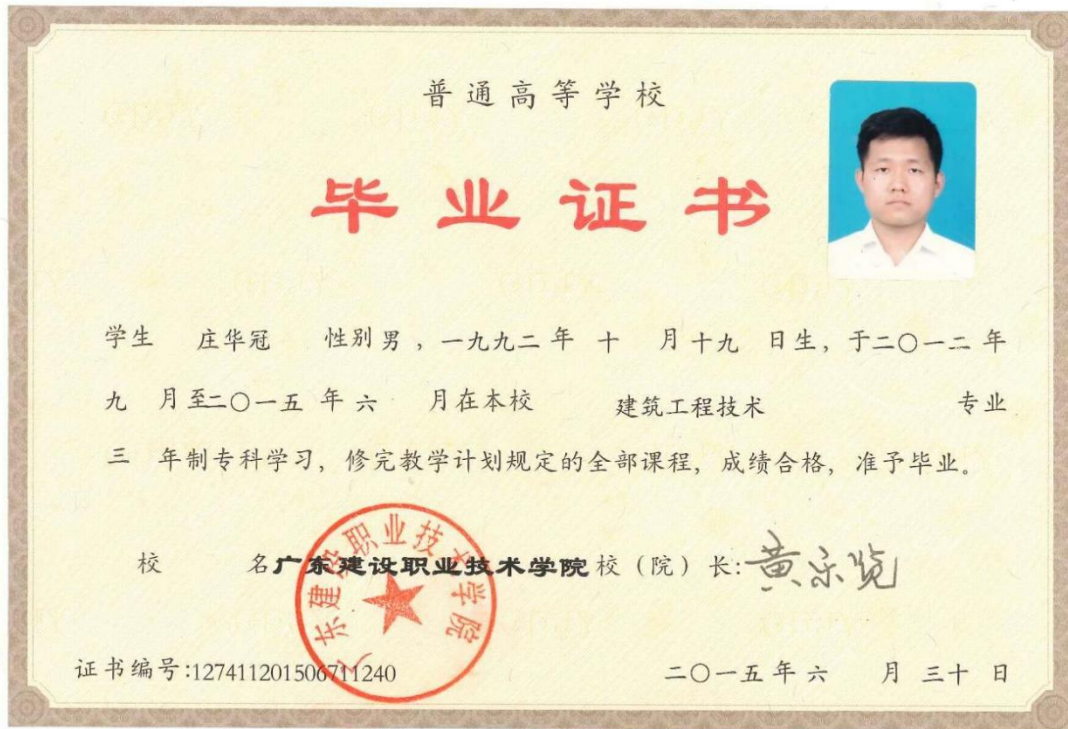 普通高等学校
毕业证书
学生 庄华冠 性别男，一九九二年 十 月十九 日生，于二〇一二年
九 月至二〇一五年六 月在本校 建筑工程技术 专业
三 年制专科学习，修完教学计划规定的全部课程，成绩合格，准予毕业。
校 名广东建设职业技术学院校（院）长：
广东建设职业技术学院
证书编号：127411201506711240
二〇一五年六 月三十日